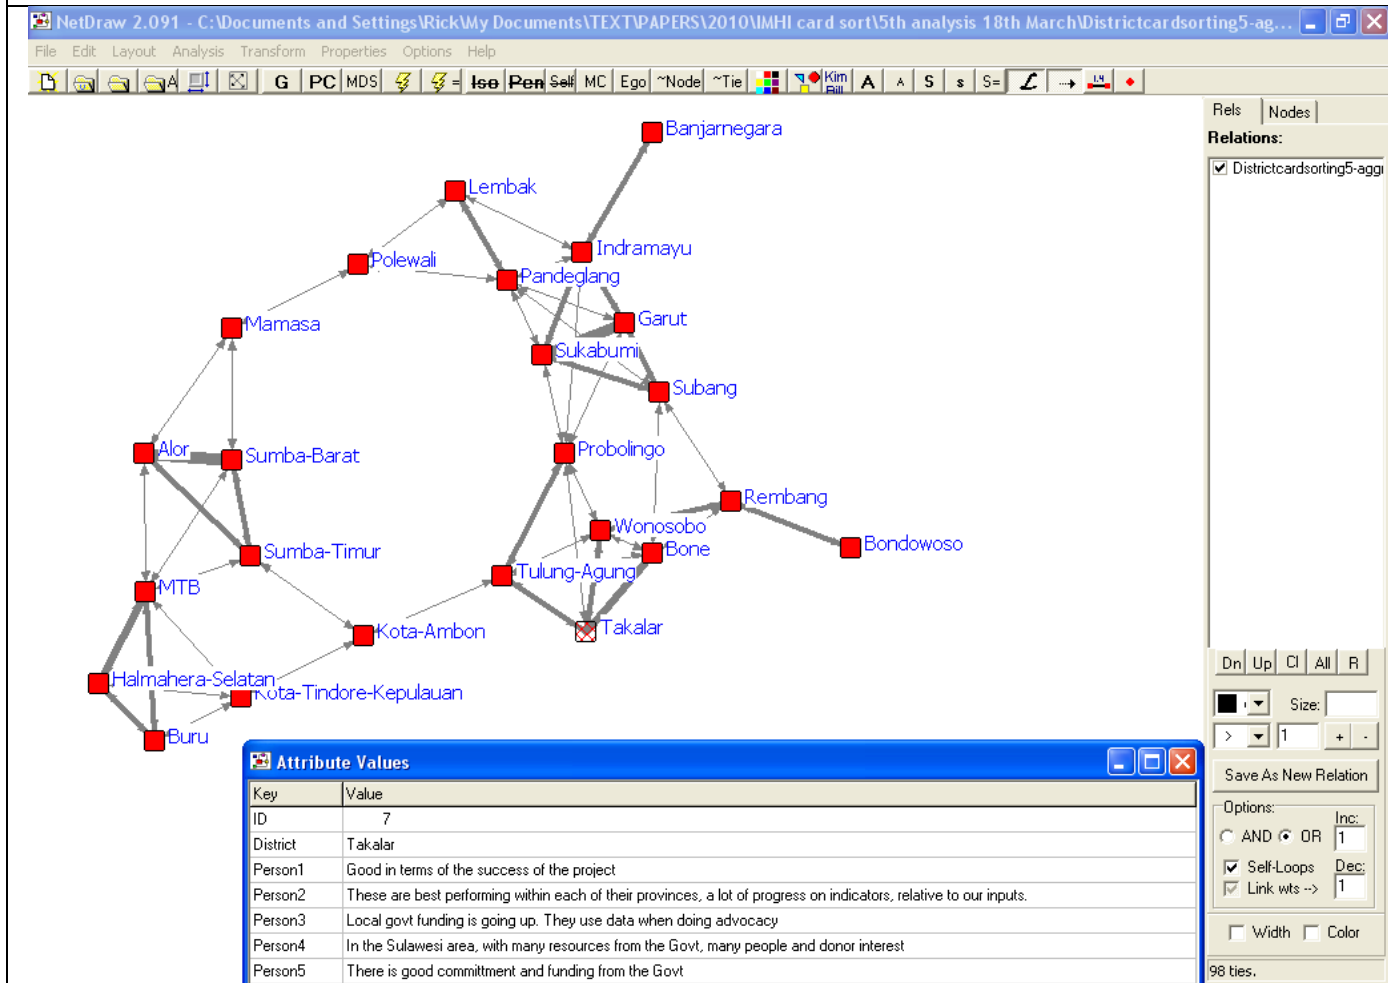 NetDraw 2.091 - C:\Documents and Settings\Rick\My Documents\TEXT\PAPERS\2010\IMHI card sort\5th analysis 18th March\Districtcardsorting5-ag...
File Edit Layout Analysis Transform Properties Options Help
A G PC MDS = Iso Pen Self MC Ego ~Node ~Tie Kim Bill A A S s S= L 1.4
Rels Nodes
Relations:
Districtcardsorting5-aggr
Banjarnegara
Lembak
Indramayu
Polewali
Pandeglang
Garut
Mamasa
Sukabumi
Subang
Alor
Sumba-Barat
Probolingo
Rembang
Wonosobo
Bondowoso
Sumba-Timur
Bone
Tulung-Agung
MTB
Kota-Ambon
Takalar
Halmahera-Selatan
Kota-Tindore-Kepulauan
Buru
Dn Up Cl All R
Size:
> 1 + -
Save As New Relation
Options:
Inc:
AND OR 1
Self-Loops Dec:
Link wts --> 1
Width Color
98 ties.
Attribute Values
Key Value
ID 7
District Takalar
Person1 Good in terms of the success of the project
Person2 These are best performing within each of their provinces, a lot of progress on indicators, relative to our inputs.
Person3 Local govt funding is going up. They use data when doing advocacy
Person4 In the Sulawesi area, with many resources from the Govt, many people and donor interest
Person5 There is good committment and funding from the Govt